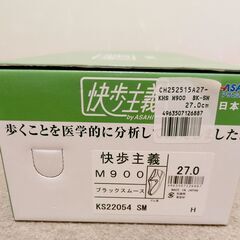 快歩主義
by ASAHI
CH252515A27-
KHS M900 BK-SM
27.0cm
4963507126887
日本
歩くことを医学的に分析し
快歩主義
27.0
M900
ブラックスムース
KS22054 SM
H